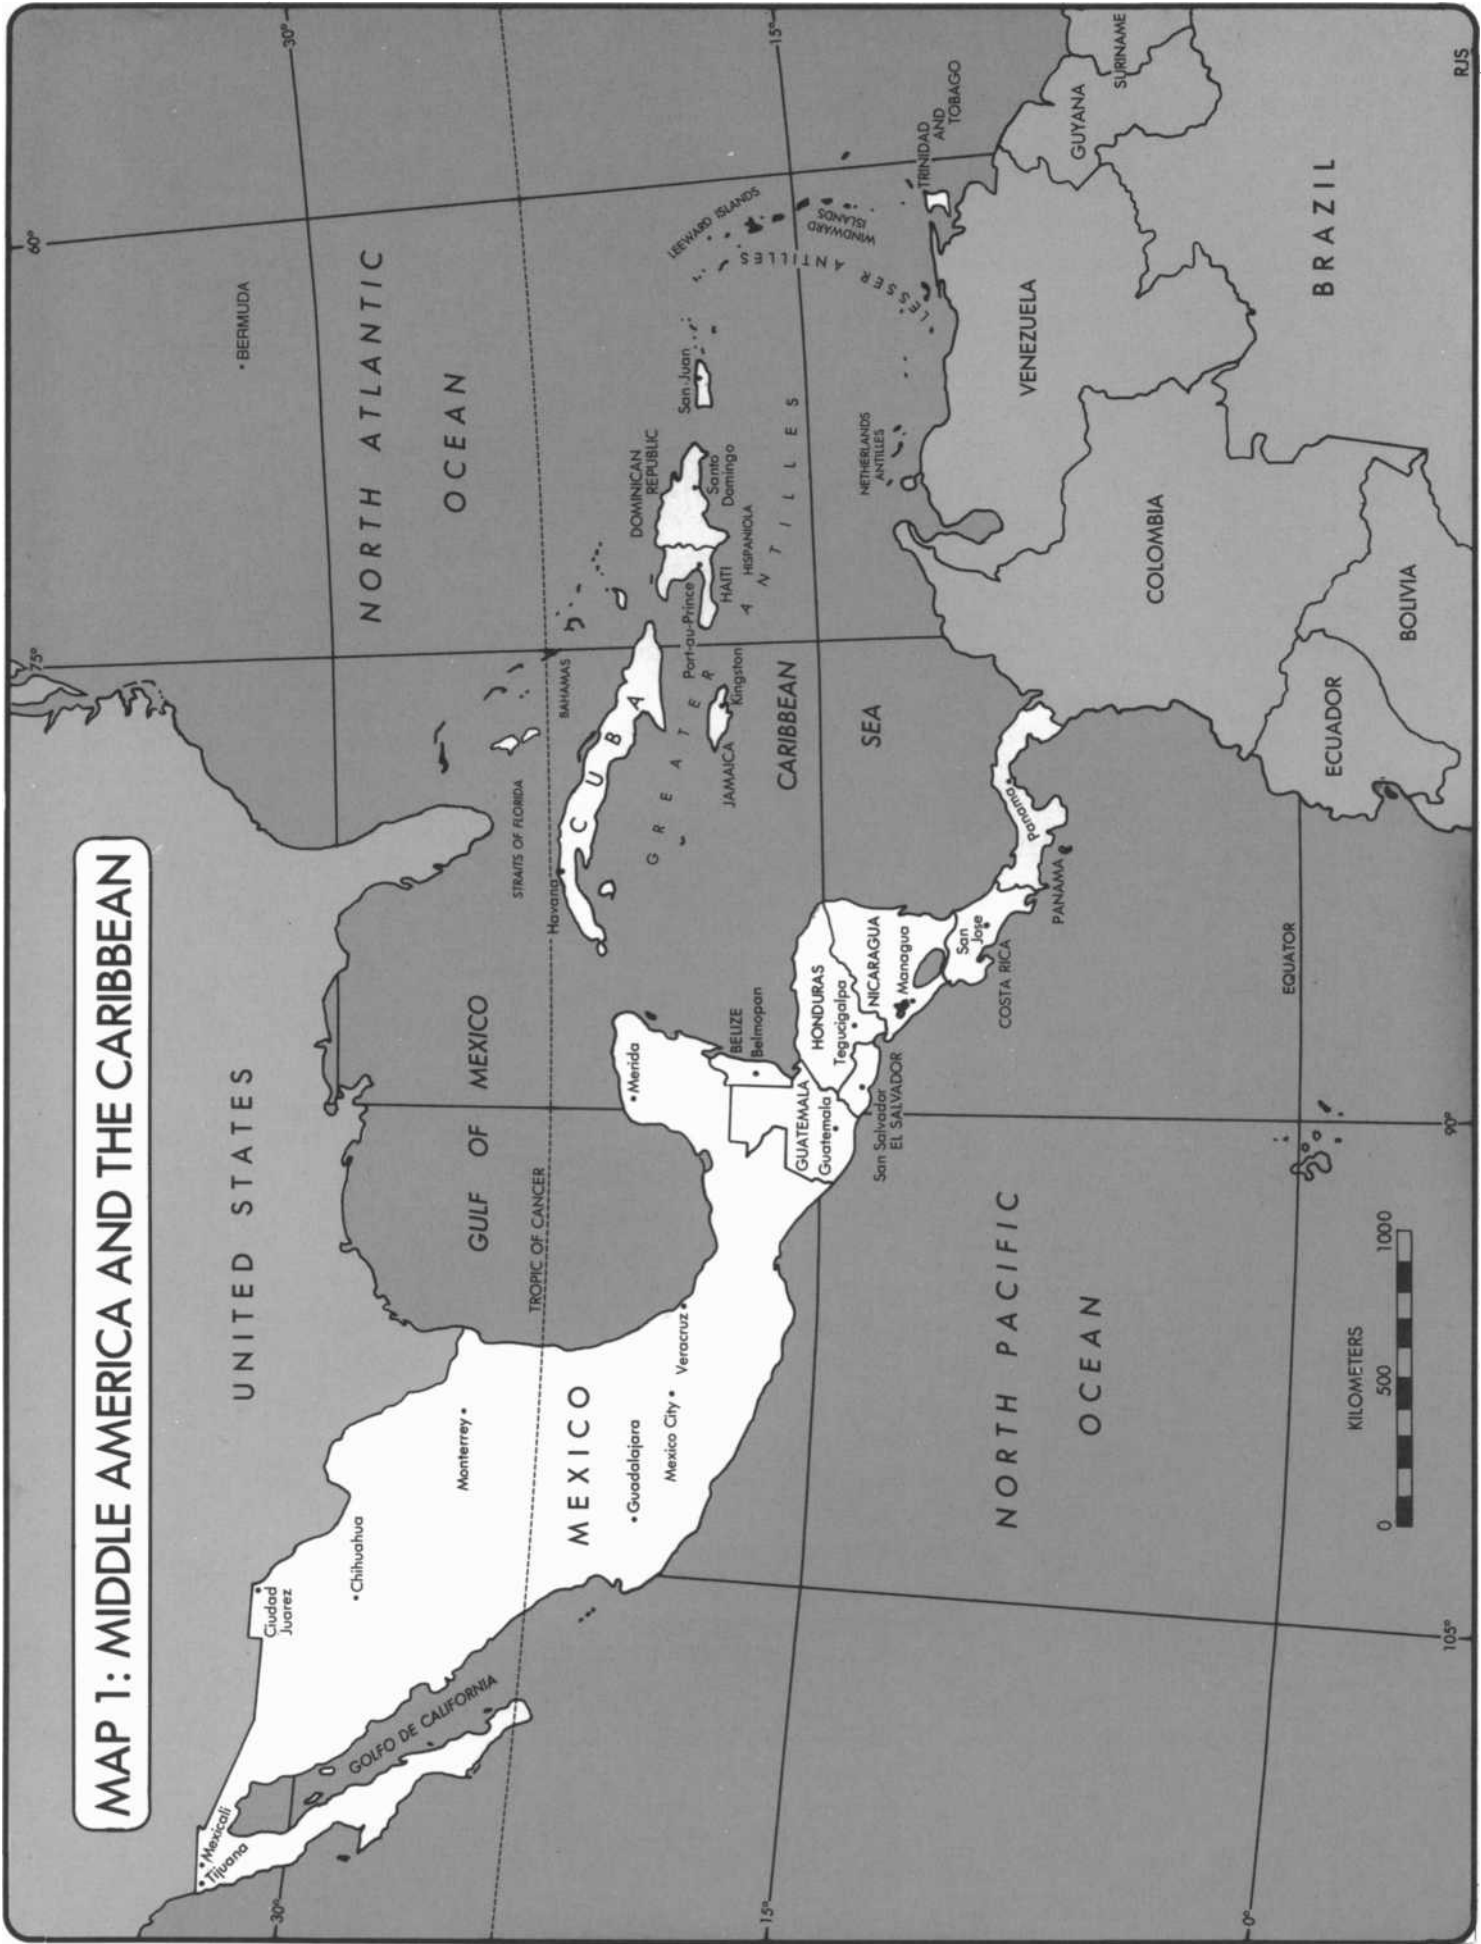 MAP 1: MIDDLE AMERICA AND THE CARIBBEAN
60°
75°
30°
30°
15°
15°
0°
90°
105°
UNITED STATES
BERMUDA
NORTH ATLANTIC
OCEAN
GULF OF MEXICO
TROPIC OF CANCER
STRAITS OF FLORIDA
BAHAMAS
Havana
CUBA
GREATER
ANTILLES
JAMAICA
Kingston
Port-au-Prince
HAITI
HISPANIOLA
DOMINICAN
REPUBLIC
Santo
Domingo
San Juan
LEEWARD ISLANDS
WINDWARD
ISLANDS
LESSER ANTILLES
NETHERLANDS
ANTILLES
TRINIDAD
AND
TOBAGO
CARIBBEAN
SEA
Tijuana
Mexicali
GOLFO DE CALIFORNIA
Ciudad
Juarez
Chihuahua
Monterrey
MEXICO
Guadalajara
Mexico City
Veracruz
Merida
BELIZE
Belmopan
GUATEMALA
Guatemala
HONDURAS
Tegucigalpa
San Salvador
EL SALVADOR
NICARAGUA
Managua
San
Jose
COSTA RICA
Panama
PANAMA
VENEZUELA
GUYANA
SURINAME
COLOMBIA
BRAZIL
ECUADOR
BOLIVIA
EQUATOR
NORTH PACIFIC
OCEAN
KILOMETERS
0 500 1000
RJS